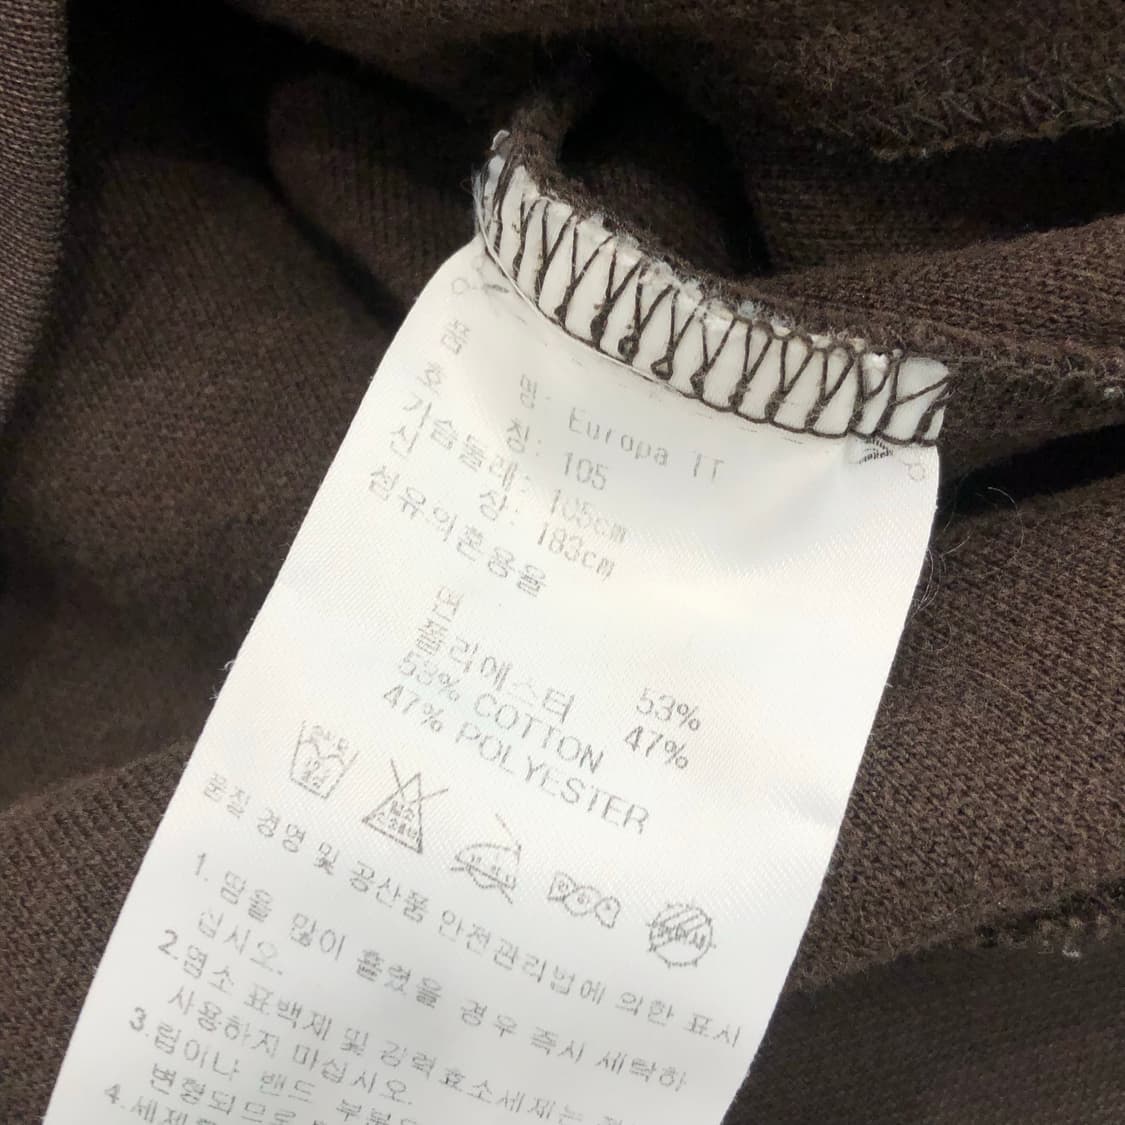 품 명: Europa TT
호 칭: 105
가슴둘레: 105cm
신 장: 183cm
섬유의혼용율
면 53%
폴리에스터 47%
53% COTTON
47% POLYESTER
품질경영 및 공산품 안전관리법에 의한 표시
1. 땀을 많이 흘렸을 경우 즉시 세탁하
십시오.
2.염소 표백제 및 강력효소세제는
사용하지 마십시오.
3.립이나 밴드 부분
변형되므로
4.세제